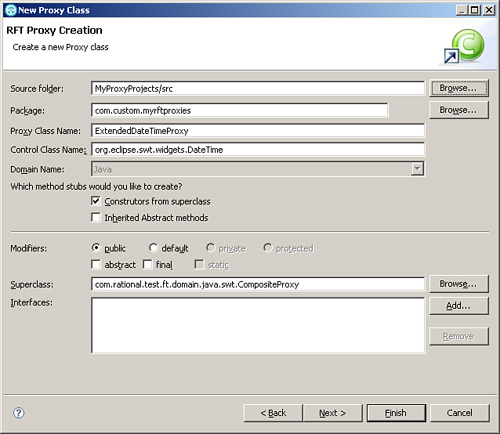 New Proxy Class
RFT Proxy Creation
Create a new Proxy class
Source folder: MyProxyProjects/src Browse...
Package: com.custom.myrftproxies Browse...
Proxy Class Name: ExtendedDateTimeProxy
Control Class Name: org.eclipse.swt.widgets.DateTime
Domain Name: Java
Which method stubs would you like to create?
Construtors from superclass
Inherited Abstract methods
Modifiers: public default private protected
abstract final static
Superclass: com.rational.test.ft.domain.java.swt.CompositeProxy Browse...
Interfaces: Add...
Remove
? < Back Next > Finish Cancel